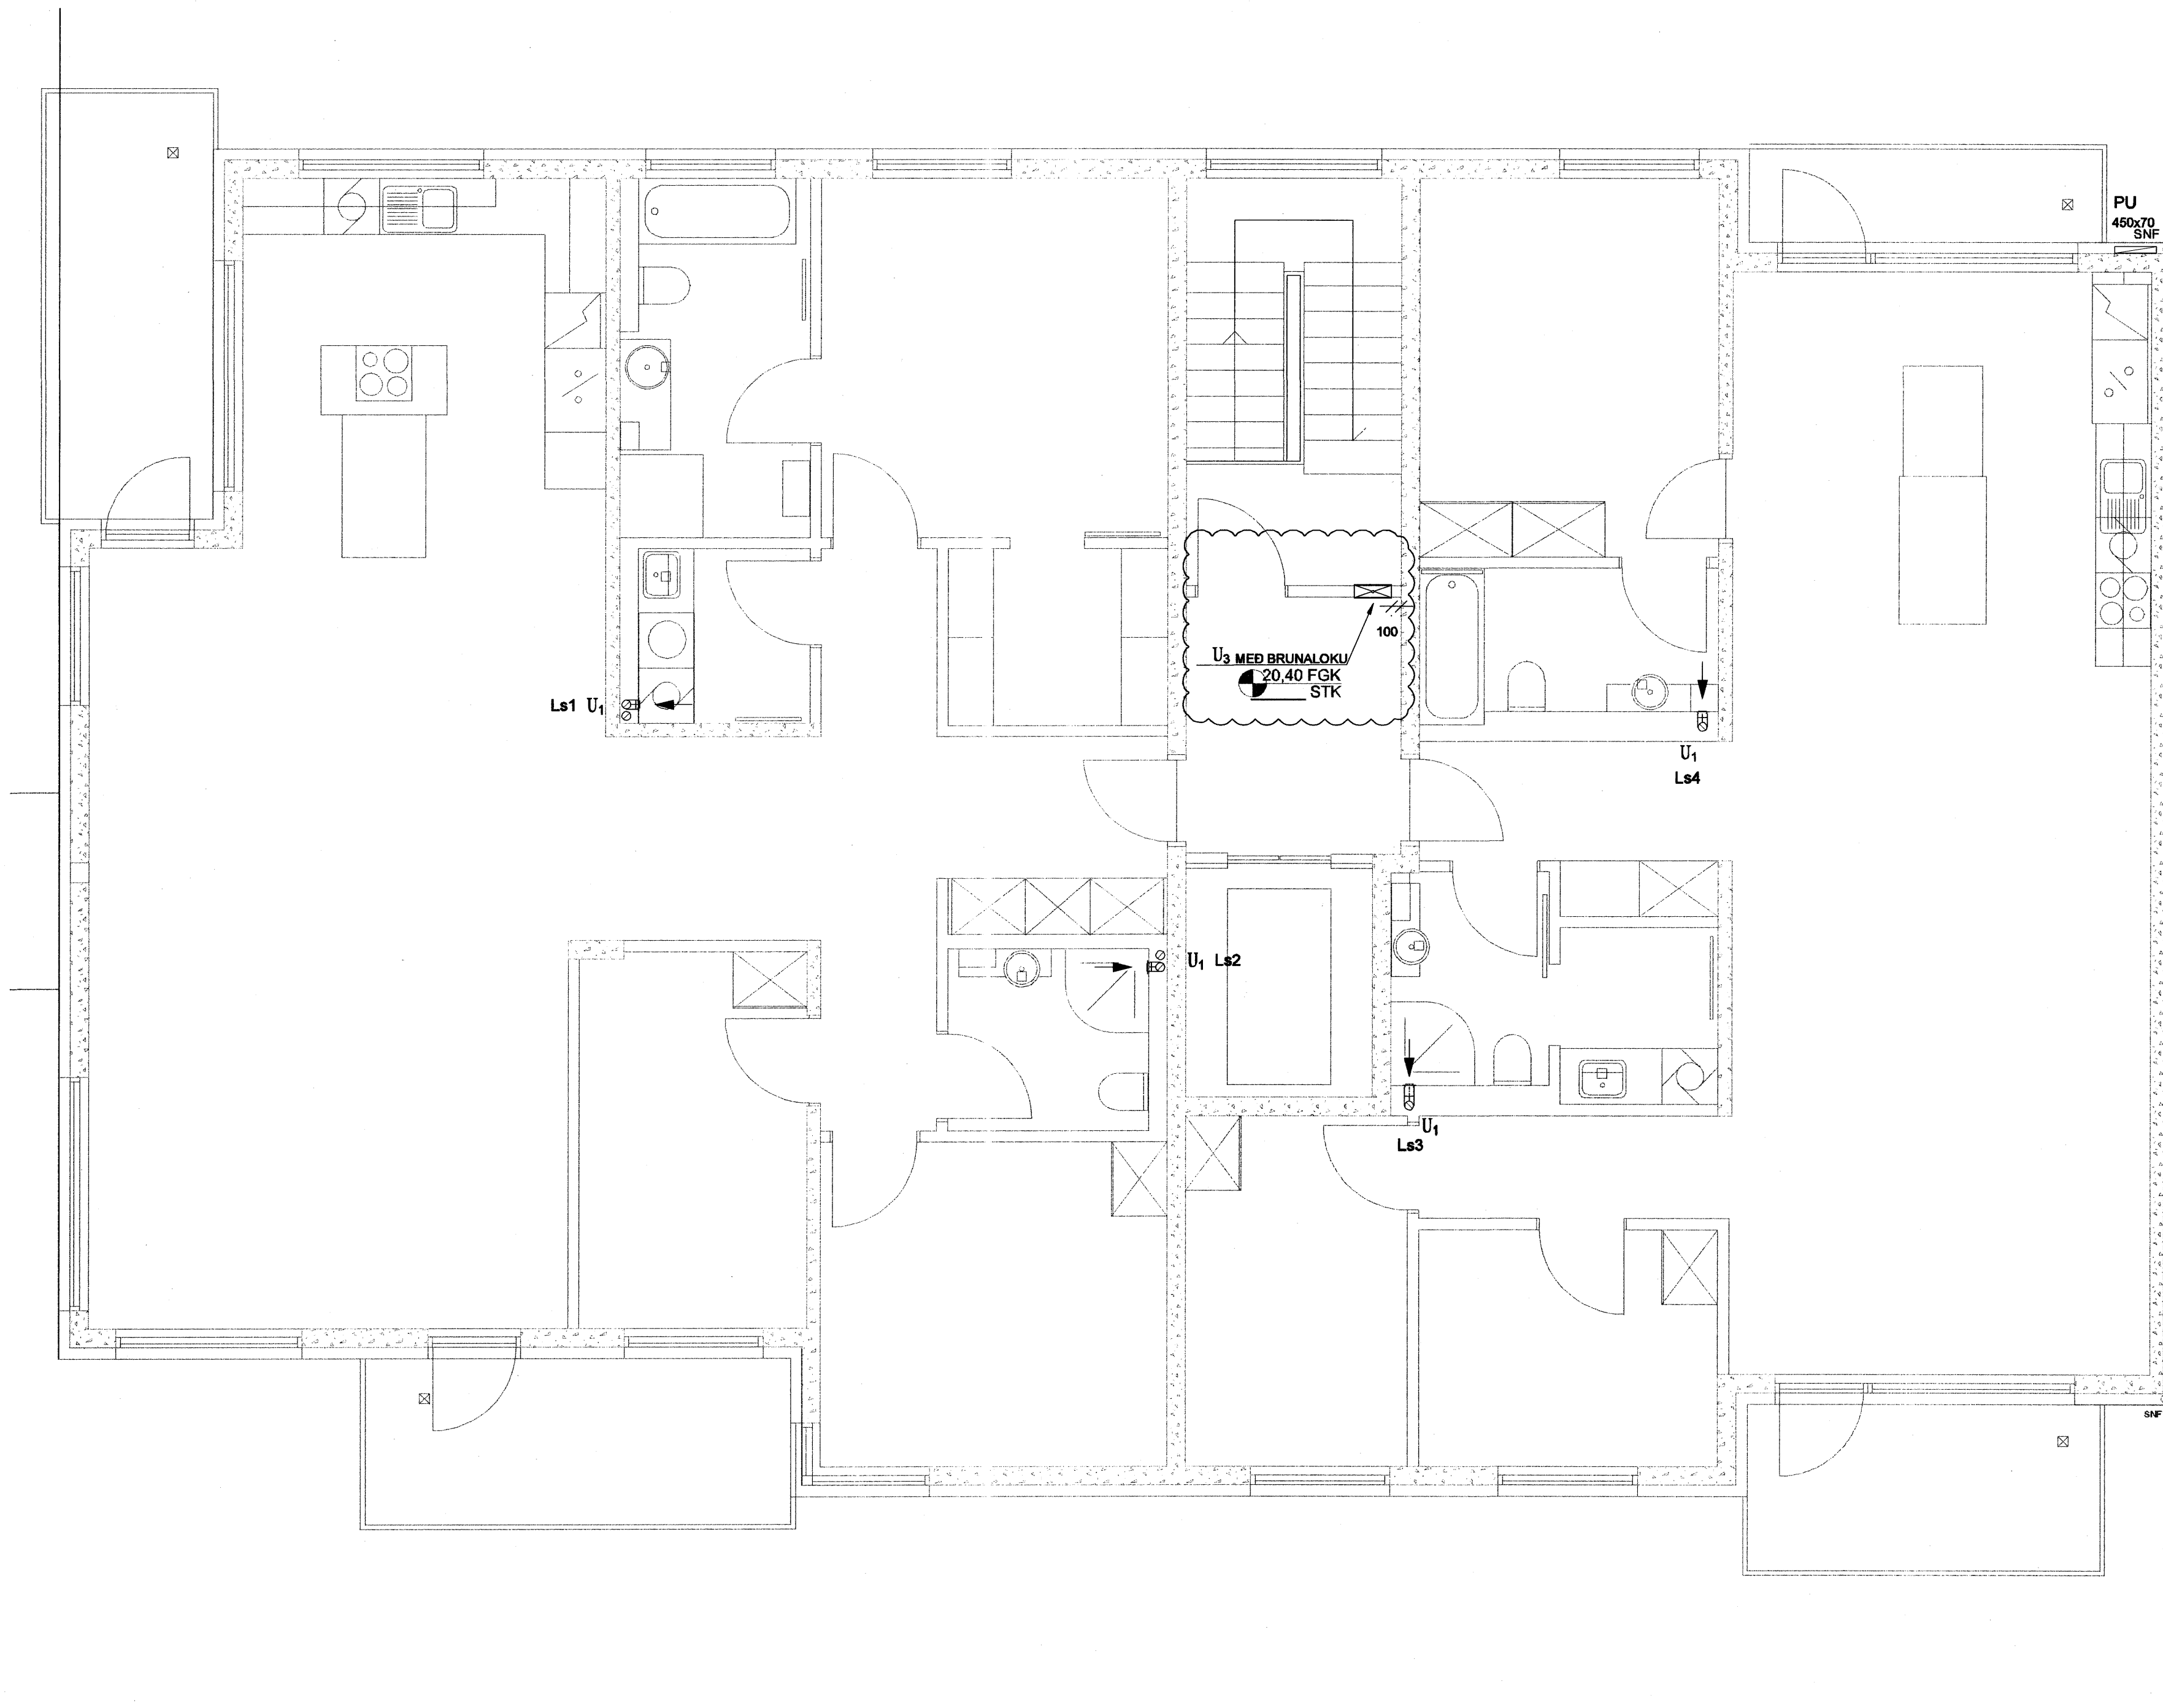 PU
450x70
SNF
100
U3 MEÐ BRUNALOKU
20,40 FGK
STK
Ls1 U1
U1
Ls4
U1 Ls2
U1
Ls3
SNF